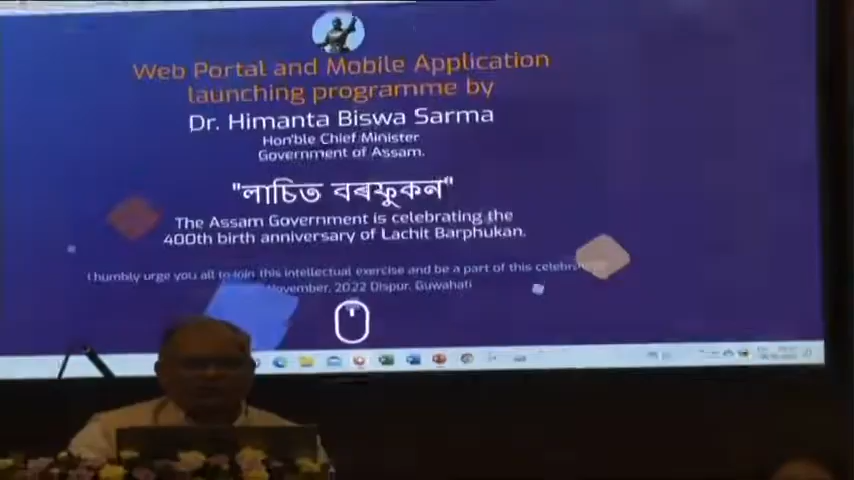 Web Portal and Mobile Application
launching programme by
Dr. Himanta Biswa Sarma
Hon'ble Chief Minister
Government of Assam.
"লাচিত বৰফুকন"
The Assam Government is celebrating the
400th birth anniversary of Lachit Barphukan.
I humbly urge you all to join this intellectual exercise and be a part of this celebration
November, 2022 Dispur, Guwahati